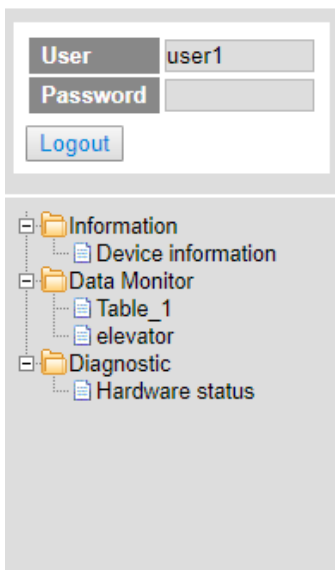 User user1
Password
Logout
Information
Device information
Data Monitor
Table_1
elevator
Diagnostic
Hardware status